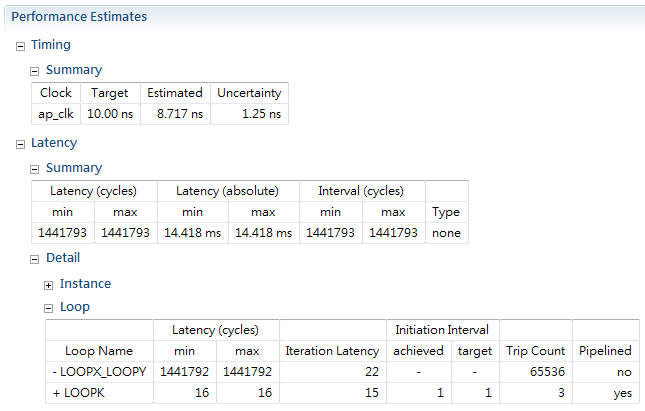 Performance Estimates
Timing
Summary
Clock Target Estimated Uncertainty
ap_clk 10.00 ns 8.717 ns 1.25 ns
Latency
Summary
Latency (cycles) Latency (absolute) Interval (cycles)
min max min max min max Type
1441793 1441793 14.418 ms 14.418 ms 1441793 1441793 none
Detail
Instance
Loop
Latency (cycles) Initiation Interval
Loop Name min max Iteration Latency achieved target Trip Count Pipelined
- LOOPX_LOOPY 1441792 1441792 22 - - 65536 no
+ LOOPK 16 16 15 1 1 3 yes